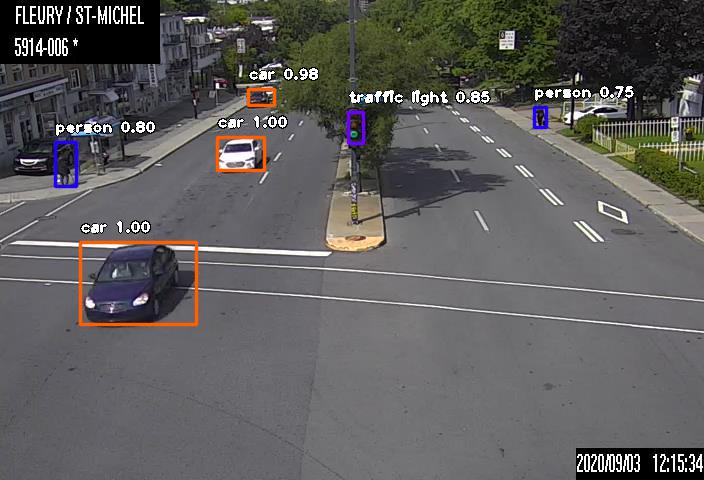 FLEURY / ST-MICHEL
5914-006 *
car 0.98
traffic light 0.85
person 0.75
person 0.80
car 1.00
car 1.00
2020/09/03 12:15:34